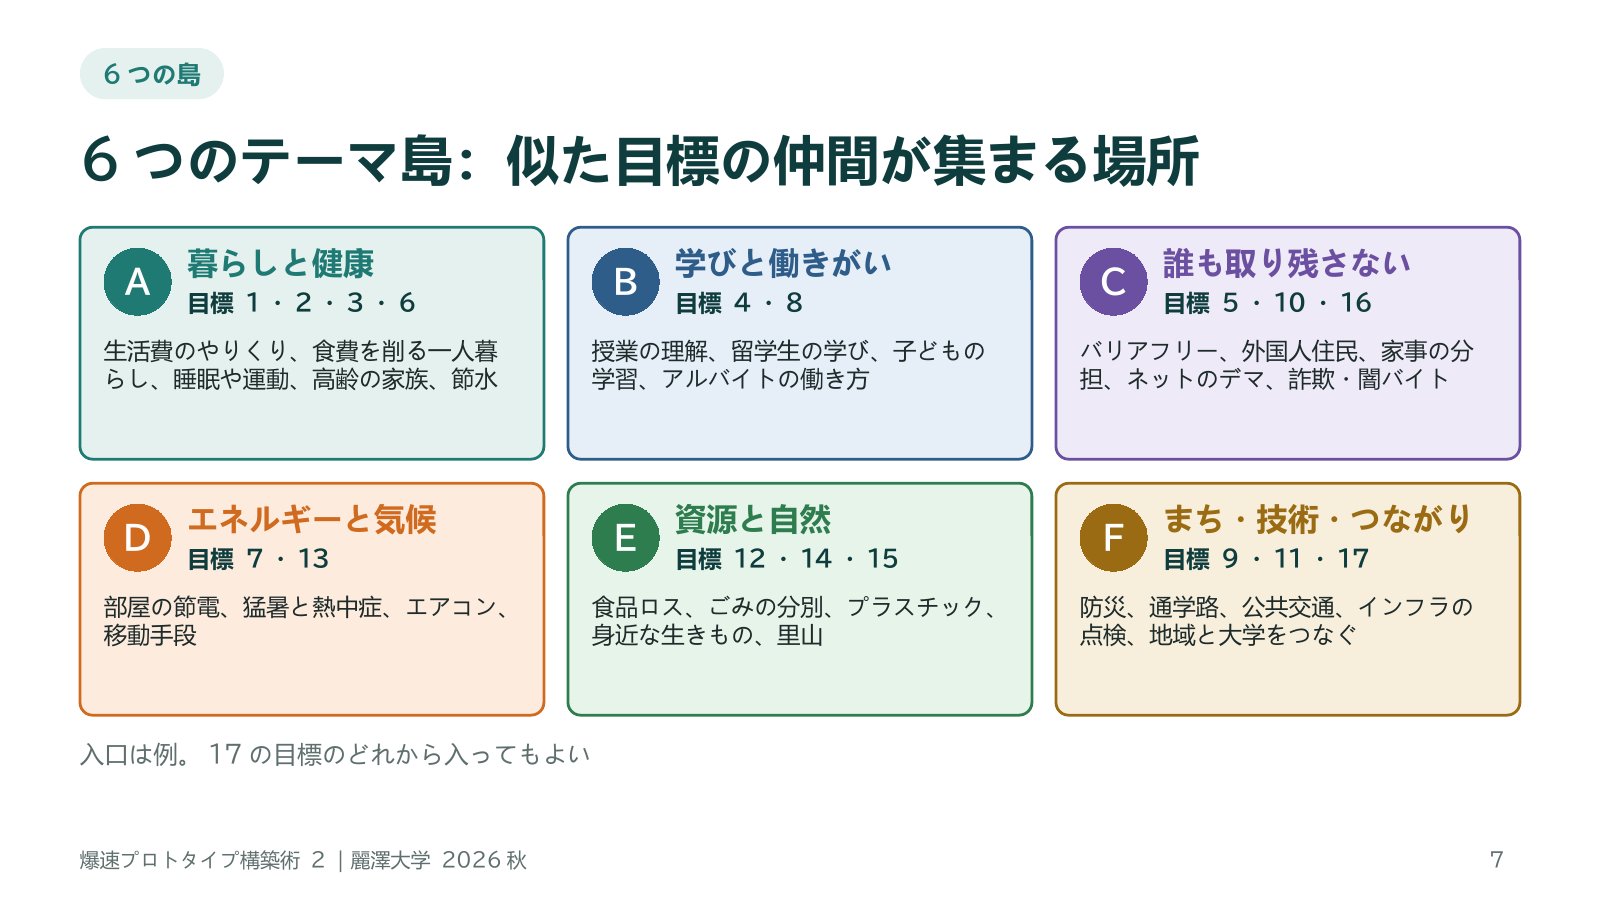 6 つの島
6 つのテーマ島：似た目標の仲間が集まる場所
A
暮らしと健康
目標 1・2・3・6
生活費のやりくり、食費を削る一人暮
らし、睡眠や運動、高齢の家族、節水
B
学びと働きがい
目標 4・8
授業の理解、留学生の学び、子どもの
学習、アルバイトの働き方
C
誰も取り残さない
目標 5・10・16
バリアフリー、外国人住民、家事の分
担、ネットのデマ、詐欺・闇バイト
D
エネルギーと気候
目標 7・13
部屋の節電、猛暑と熱中症、エアコン、
移動手段
E
資源と自然
目標 12・14・15
食品ロス、ごみの分別、プラスチック、
身近な生きもの、里山
F
まち・技術・つながり
目標 9・11・17
防災、通学路、公共交通、インフラの
点検、地域と大学をつなぐ
入口は例。17 の目標のどれから入ってもよい
爆速プロトタイプ構築術 2 | 麗澤大学 2026 秋
7